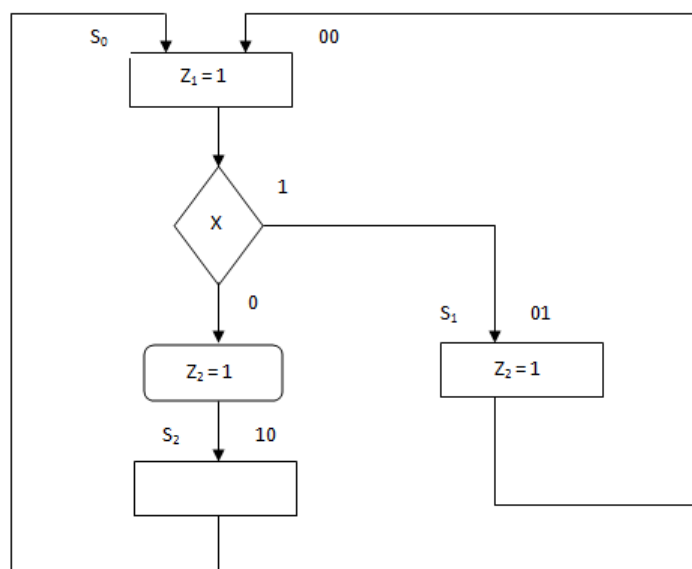 S₀ 00
Z₁ = 1
1
X
0
S₁ 01
Z₂ = 1 Z₂ = 1
S₂ 10